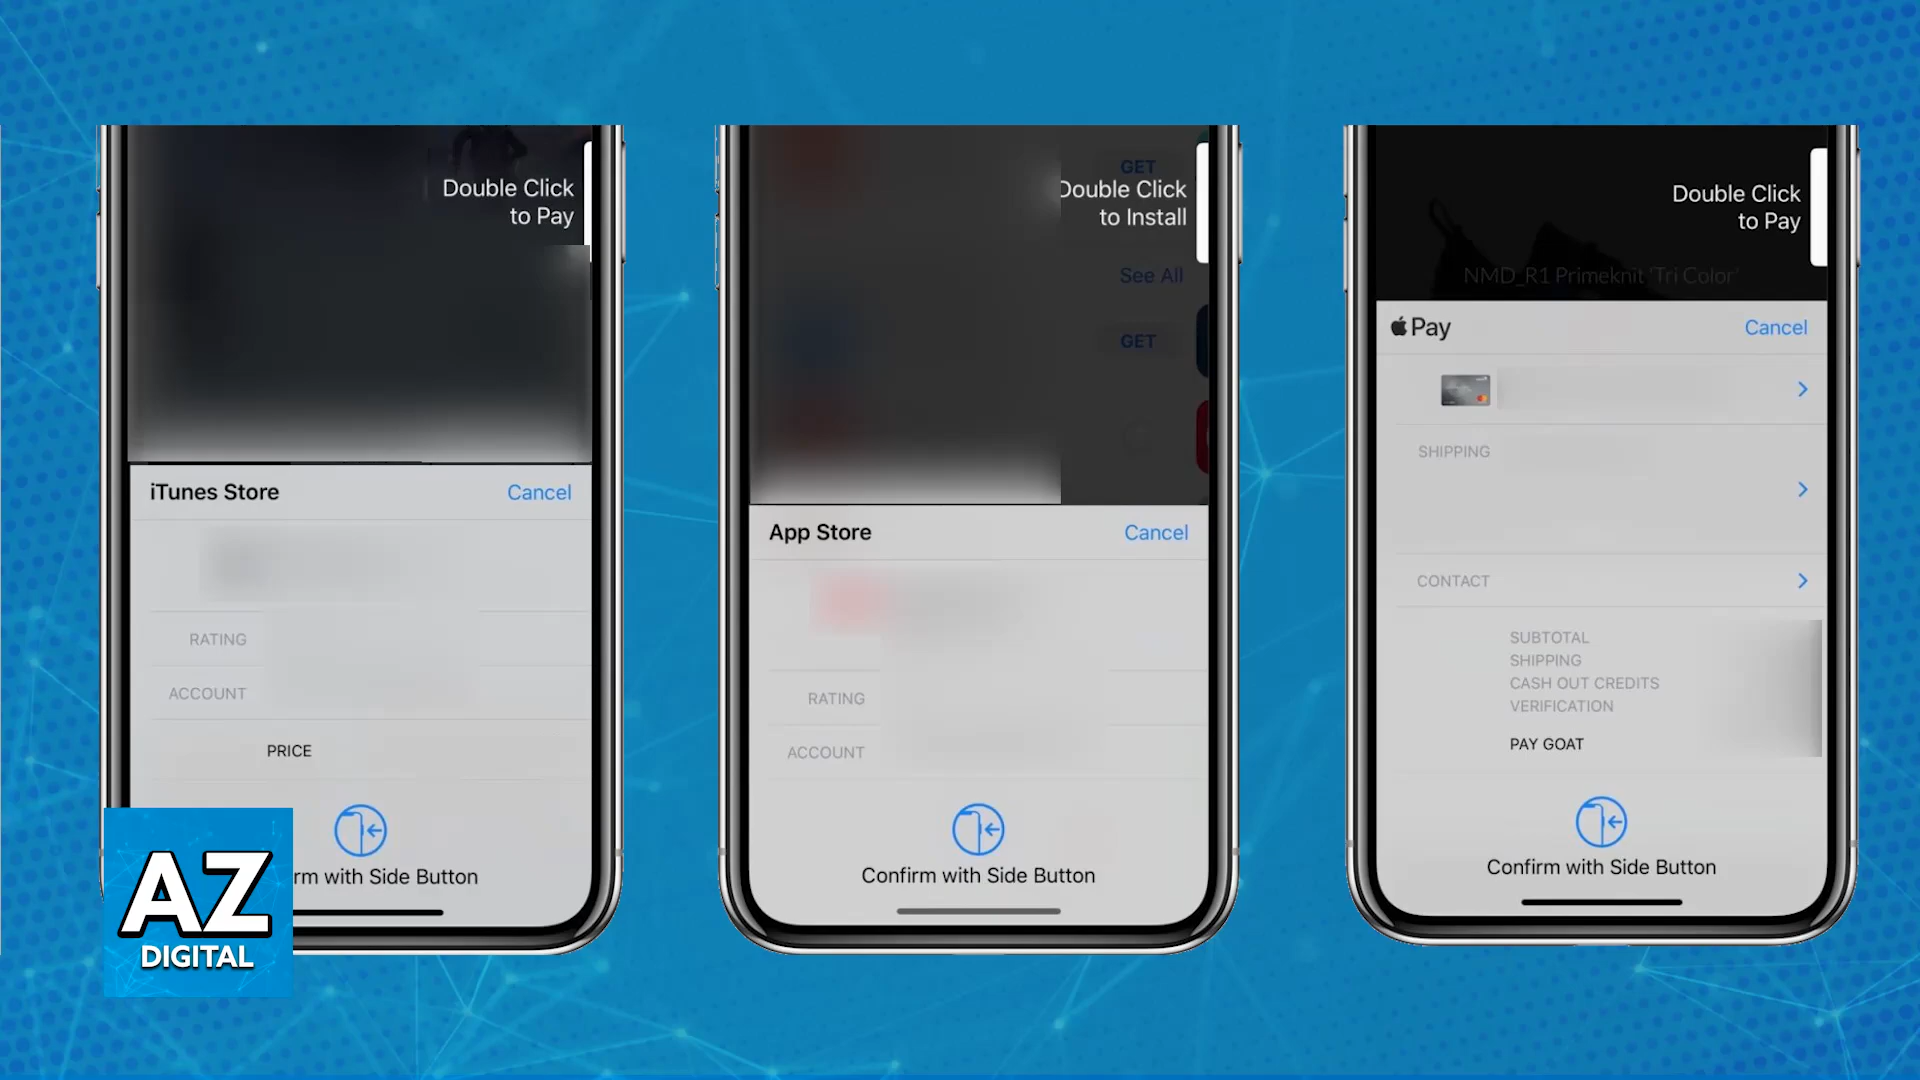 Double Click
to Pay
iTunes Store
Cancel
RATING
ACCOUNT
PRICE
rm with Side Button
AZ
DIGITAL
GET
Double Click
to Install
See All
GET
App Store
Cancel
RATING
ACCOUNT
Confirm with Side Button
Double Click
to Pay
NMD_R1 Primeknit 'Tri Color'
Pay
Cancel
SHIPPING
CONTACT
SUBTOTAL
SHIPPING
CASH OUT CREDITS
VERIFICATION
PAY GOAT
Confirm with Side Button